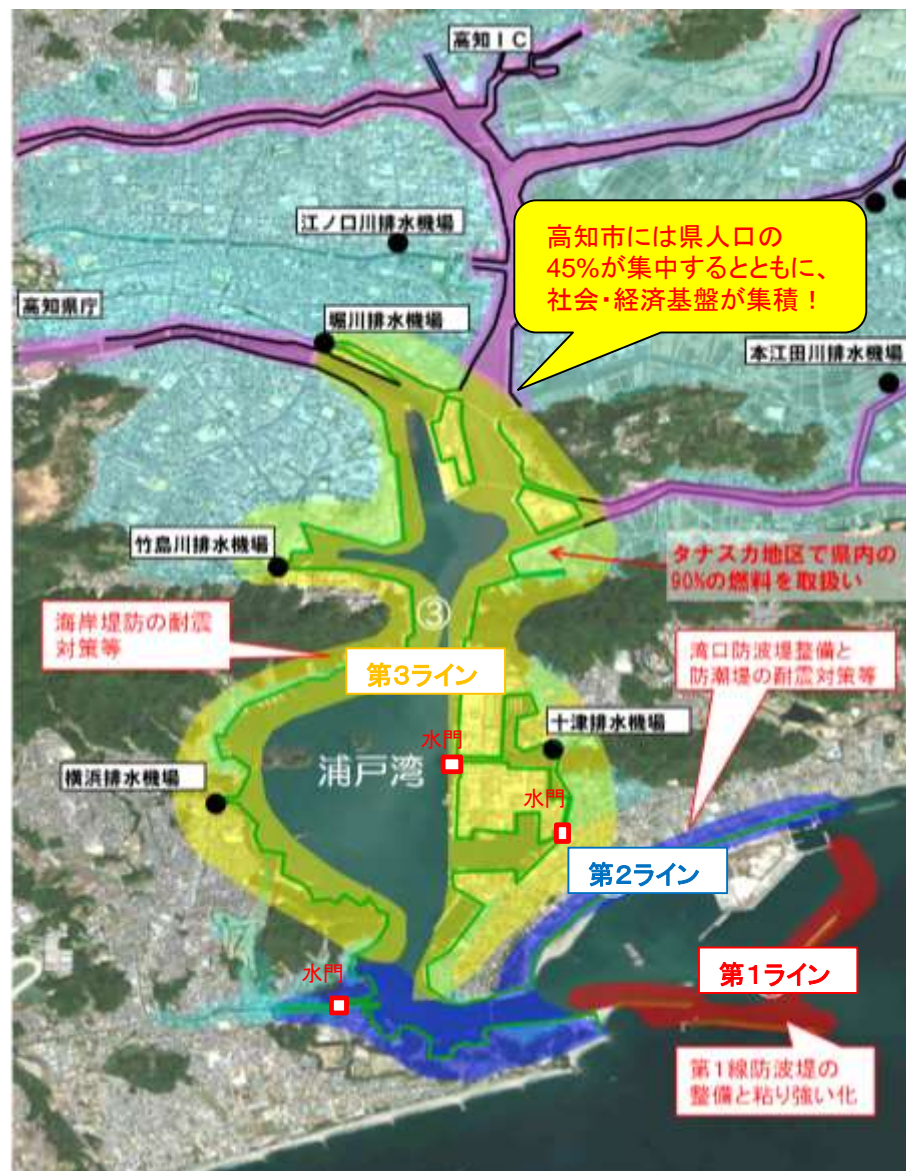 高知IC
江ノ口川排水機場
高知市には県人口の
45%が集中するとともに、
社会・経済基盤が集積！
高知県庁
堀川排水機場
本江田川排水機場
竹島川排水機場
タナスカ地区で県内の
90%の燃料を取扱い
③
海岸堤防の耐震
対策等
第3ライン
湾口防波堤整備と
防潮堤の耐震対策等
十津排水機場
水門
浦戸湾
横浜排水機場
水門
第2ライン
第1ライン
水門
第1線防波堤の
整備と粘り強い化